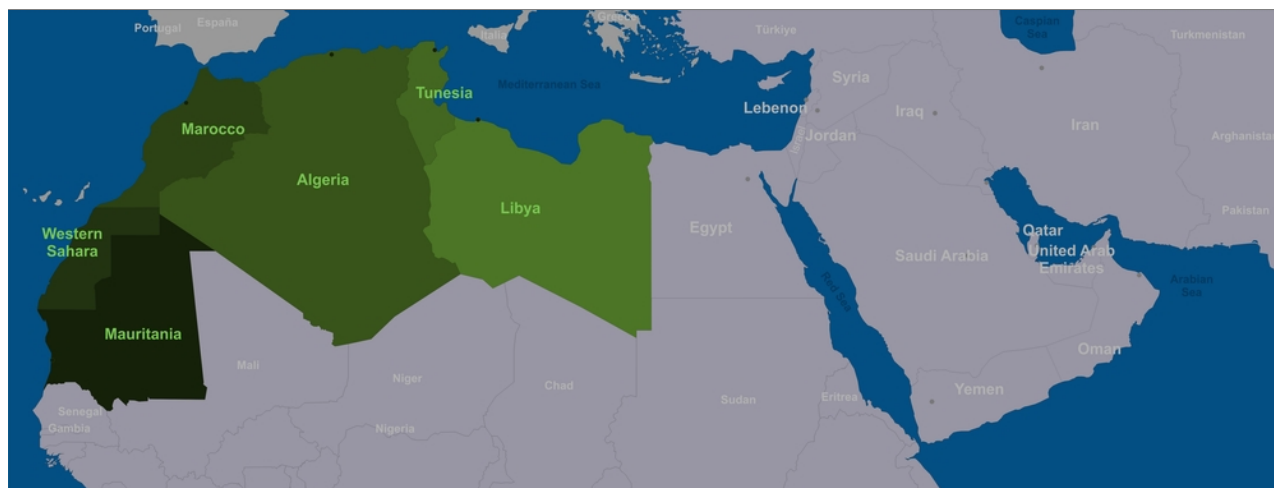 Portugal
España
Italia
Greece
Türkiye
Caspian
Sea
Turkmenistan
Mediterranean Sea
Syria
Tunesia
Lebenon
Iraq
Iran
Marocco
Israel
Jordan
Afghanistan
Algeria
Libya
Pakistan
Western
Sahara
Egypt
Qatar
Saudi Arabia
United Arab
Emirates
Red Sea
Arabian
Sea
Mauritania
Oman
Mali
Niger
Chad
Sudan
Eritrea
Yemen
Senegal
Gambia
Nigeria